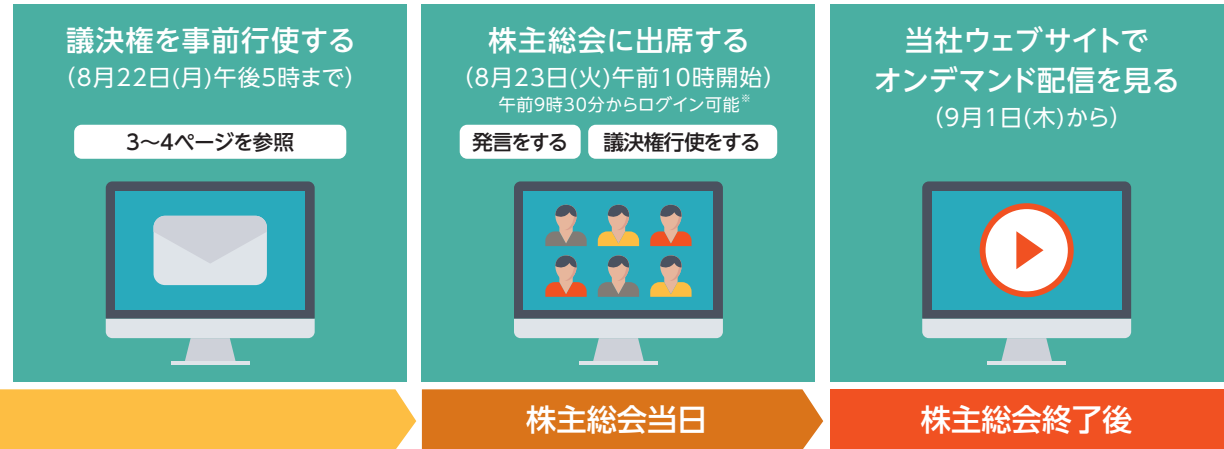 議決権を事前行使する
（8月22日(月)午後5時まで）
3～4ページを参照
株主総会に出席する
（8月23日(火)午前10時開始）
午前9時30分からログイン可能※
発言をする
議決権行使をする
当社ウェブサイトで
オンデマンド配信を見る
（9月1日(木)から）
株主総会当日
株主総会終了後